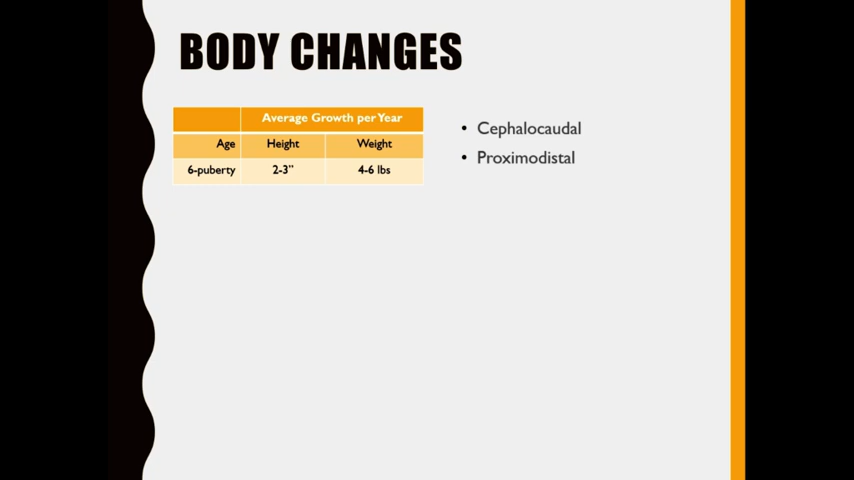 BODY CHANGES
Average Growth per Year
Age Height Weight
6-puberty 2-3” 4-6 lbs
• Cephalocaudal
• Proximodistal